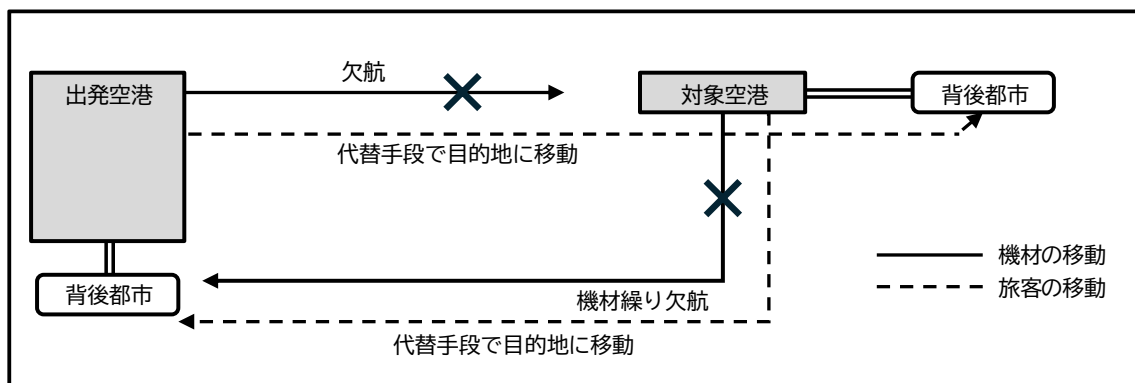 欠航
出発空港
対象空港
背後都市
代替手段で目的地に移動
機材の移動
背後都市
旅客の移動
機材繰り欠航
代替手段で目的地に移動